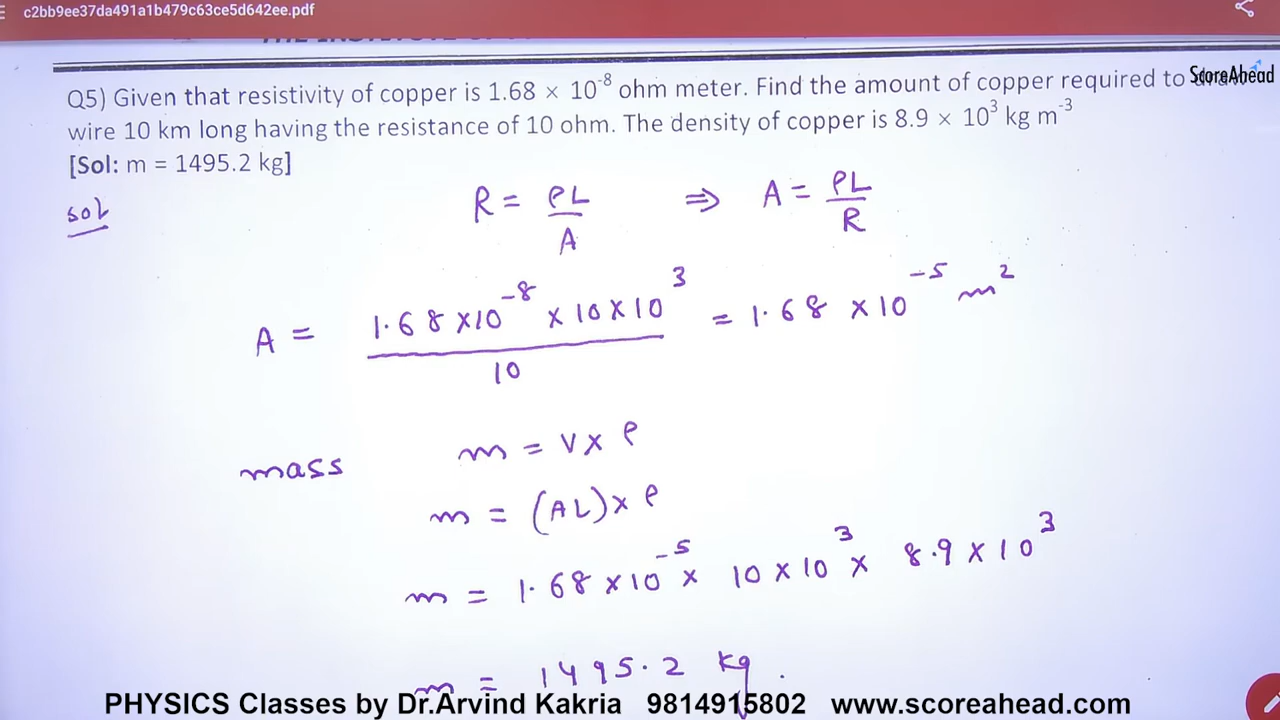 c2bb9ee37da491a1b479c63ce5d642ee.pdf
ScoreAhead
Q5) Given that resistivity of copper is 1.68 × 10⁻⁸ ohm meter. Find the amount of copper required to
wire 10 km long having the resistance of 10 ohm. The density of copper is 8.9 × 10³ kg m⁻³
[Sol: m = 1495.2 kg]
Sol
R = ρL/A ⇒ A = ρL/R
A = 1.68 × 10⁻⁸ × 10 × 10³ / 10 = 1.68 × 10⁻⁵ m²
mass m = V × ρ
m = (AL) × ρ
m = 1.68 × 10⁻⁵ × 10 × 10³ × 8.9 × 10³
m = 1495.2 kg.
PHYSICS Classes by Dr.Arvind Kakria 9814915802 www.scoreahead.com